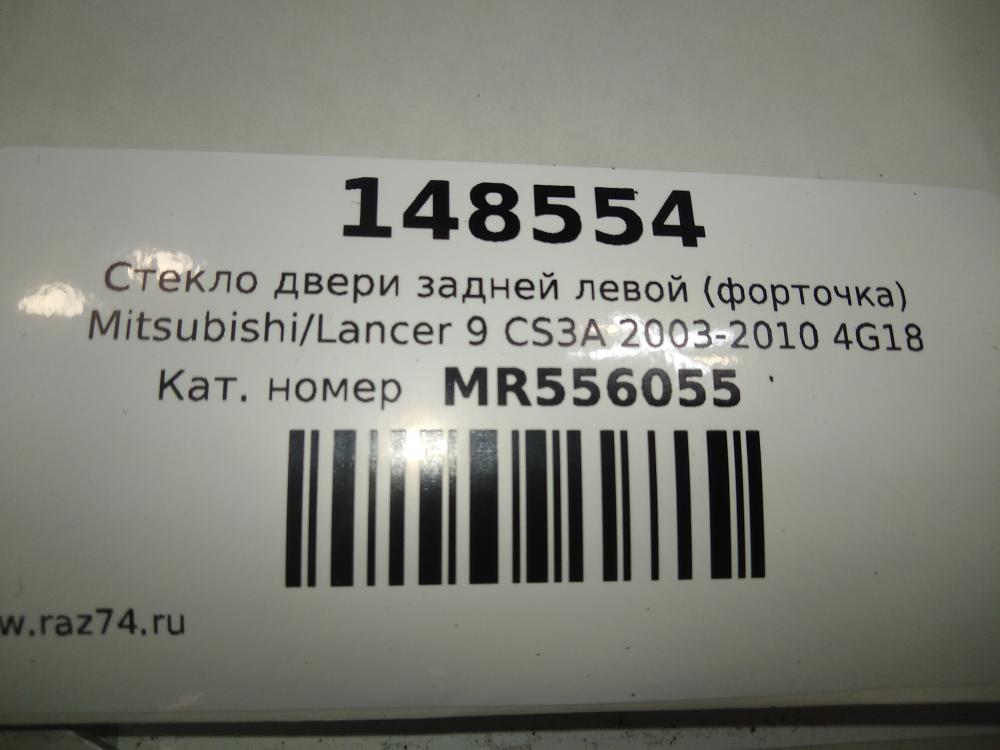 148554
Стекло двери задней левой (форточка)
Mitsubishi/Lancer 9 CS3A 2003-2010 4G18
Кат. номер MR556055
w.raz74.ru